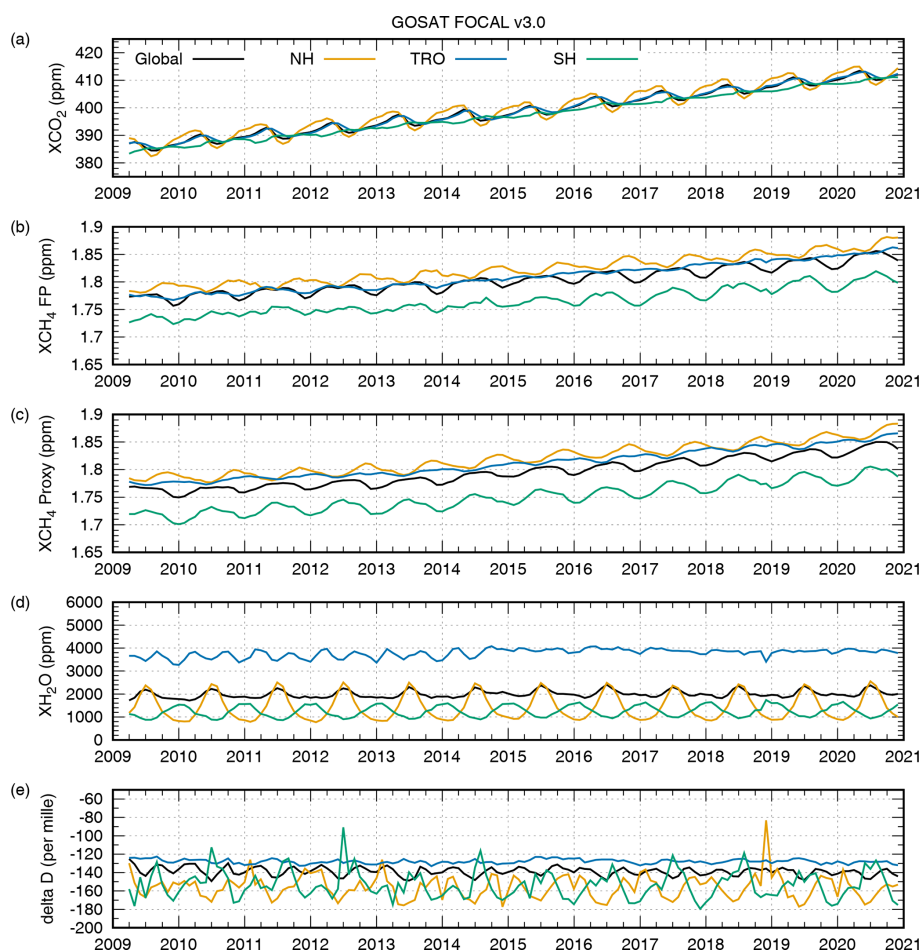 GOSAT FOCAL v3.0
(a)
XCO2 (ppm)
420
410
400
390
380
Global NH TRO SH
2009 2010 2011 2012 2013 2014 2015 2016 2017 2018 2019 2020 2021
(b)
XCH4 FP (ppm)
1.9
1.85
1.8
1.75
1.7
1.65
2009 2010 2011 2012 2013 2014 2015 2016 2017 2018 2019 2020 2021
(c)
XCH4 Proxy (ppm)
1.9
1.85
1.8
1.75
1.7
1.65
2009 2010 2011 2012 2013 2014 2015 2016 2017 2018 2019 2020 2021
(d)
XH2O (ppm)
6000
5000
4000
3000
2000
1000
0
2009 2010 2011 2012 2013 2014 2015 2016 2017 2018 2019 2020 2021
(e)
delta D (per mille)
-60
-80
-100
-120
-140
-160
-180
-200
2009 2010 2011 2012 2013 2014 2015 2016 2017 2018 2019 2020 2021